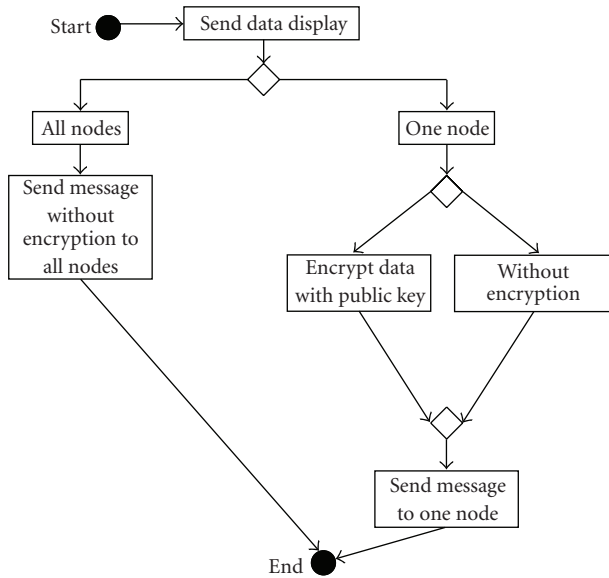 Start
Send data display
All nodes
One node
Send message
without
encryption to
all nodes
Encrypt data
with public key
Without
encryption
Send message
to one node
End